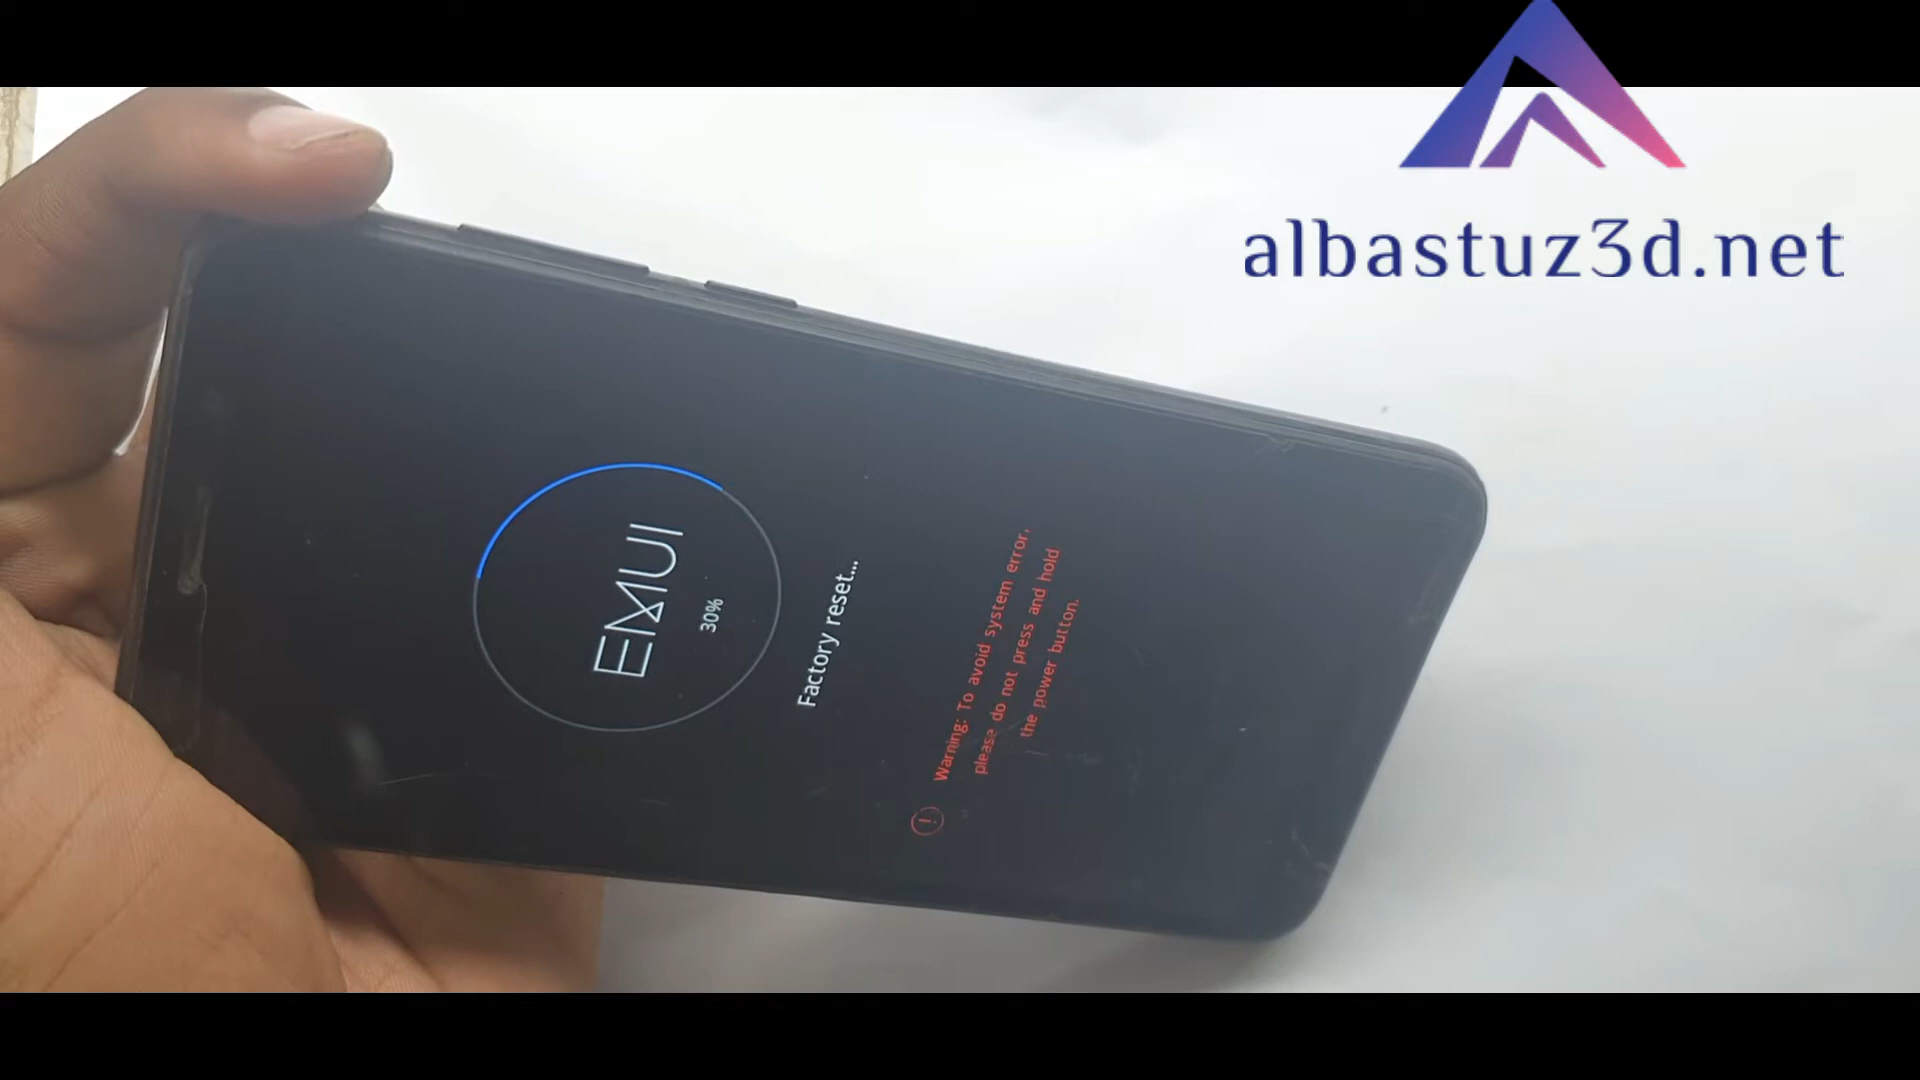 albastuz3d.net
EMUI
30%
Factory reset...
Warning: To avoid system error,
please do not press and hold
the power button.